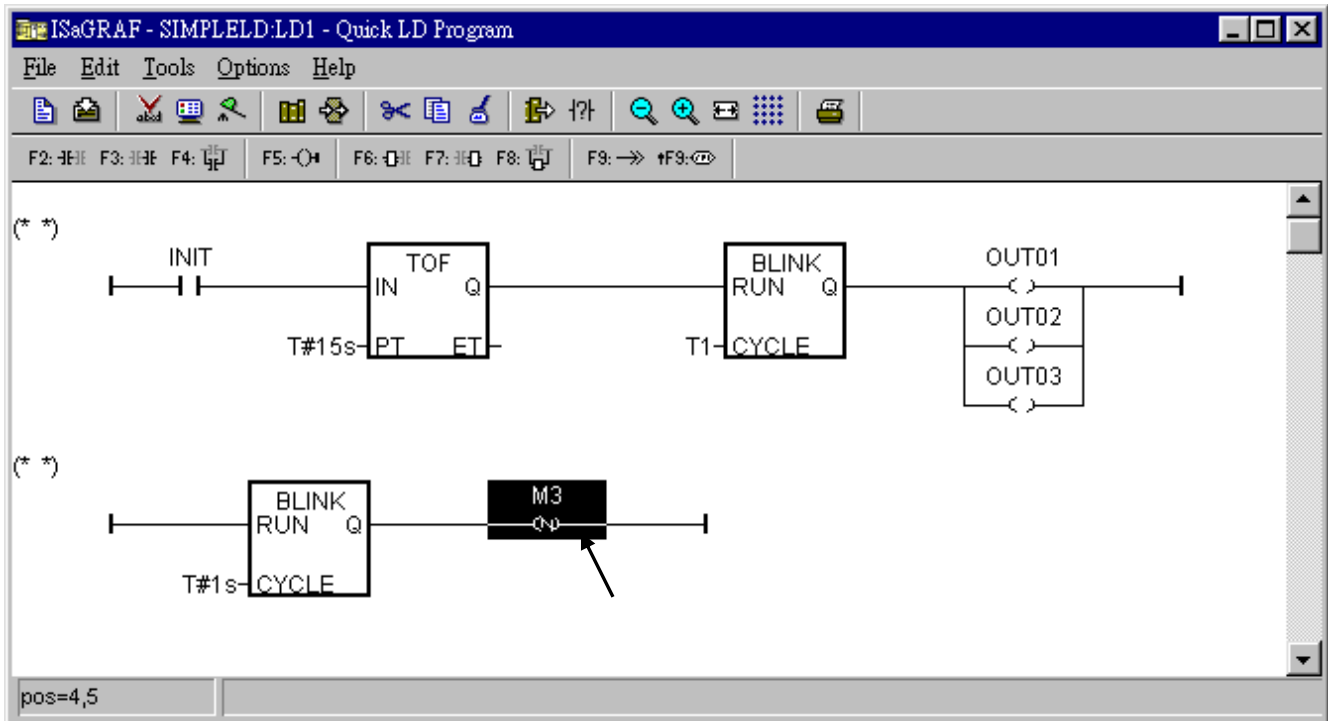 ISaGRAF - SIMPLELD:LD1 - Quick LD Program
File Edit Tools Options Help
F2: F3: F4: F5: F6: F7: F8: F9: F9:
(* *)
INIT
TOF
IN Q
T#15s PT ET
BLINK
RUN Q
T1 CYCLE
OUT01
OUT02
OUT03
(* *)
BLINK
RUN Q
T#1s CYCLE
M3
N
pos=4,5